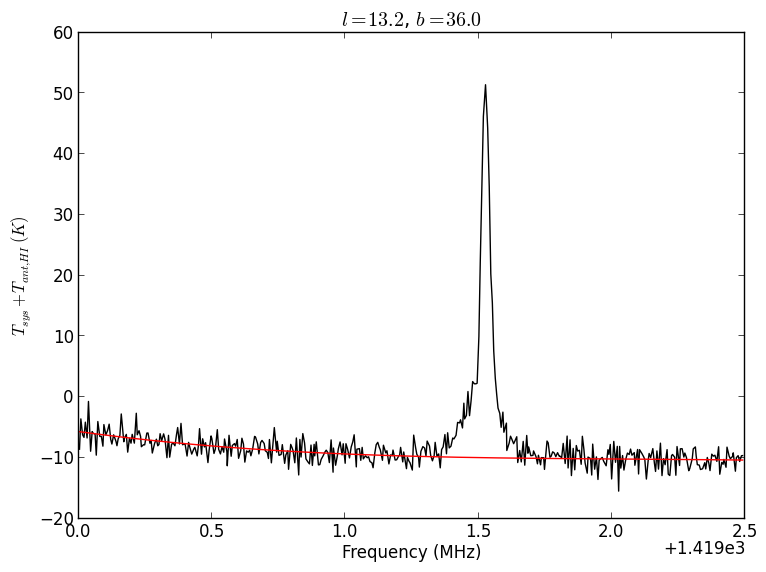 l = 13.2, b = 36.0
60
50
40
30
20
10
0
−10
−20
T_sys + T_ant,HI (K)
0.0 0.5 1.0 1.5 2.0 2.5
Frequency (MHz)
+1.419e3